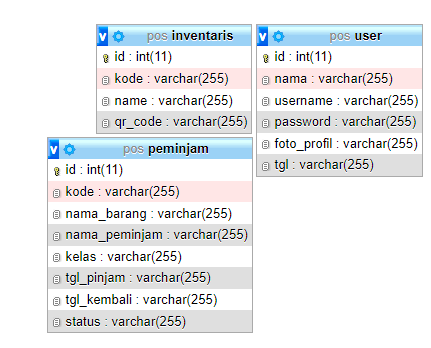 v pos inventaris
id : int(11)
kode : varchar(255)
name : varchar(255)
qr_code : varchar(255)
v pos user
id : int(11)
nama : varchar(255)
username : varchar(255)
password : varchar(255)
foto_profil : varchar(255)
tgl : varchar(255)
v pos peminjam
id : int(11)
kode : varchar(255)
nama_barang : varchar(255)
nama_peminjam : varchar(255)
kelas : varchar(255)
tgl_pinjam : varchar(255)
tgl_kembali : varchar(255)
status : varchar(255)